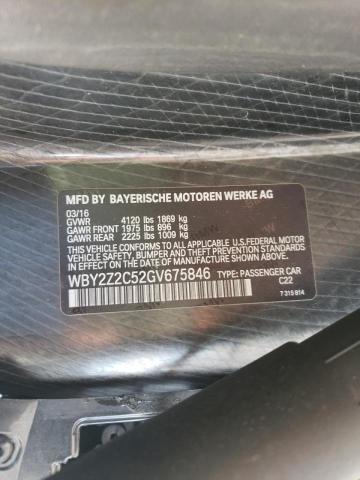 MFD BY BAYERISCHE MOTOREN WERKE AG
03/16
GVWR 4120 lbs 1869 kg
GAWR FRONT 1975 lbs 896 kg
GAWR REAR 2225 lbs 1009 kg
THIS VEHICLE CONFORMS TO ALL APPLICABLE
U.S. FEDERAL MOTOR
VEHICLE SAFETY, BUMPER, AND THEFT PREVENTION
STANDARDS IN EFFECT ON THE DATE OF
MANUFACTURE SHOWN ABOVE.
WBY2Z2C52GV675846 TYPE: PASSENGER CAR
C22
7 315 814